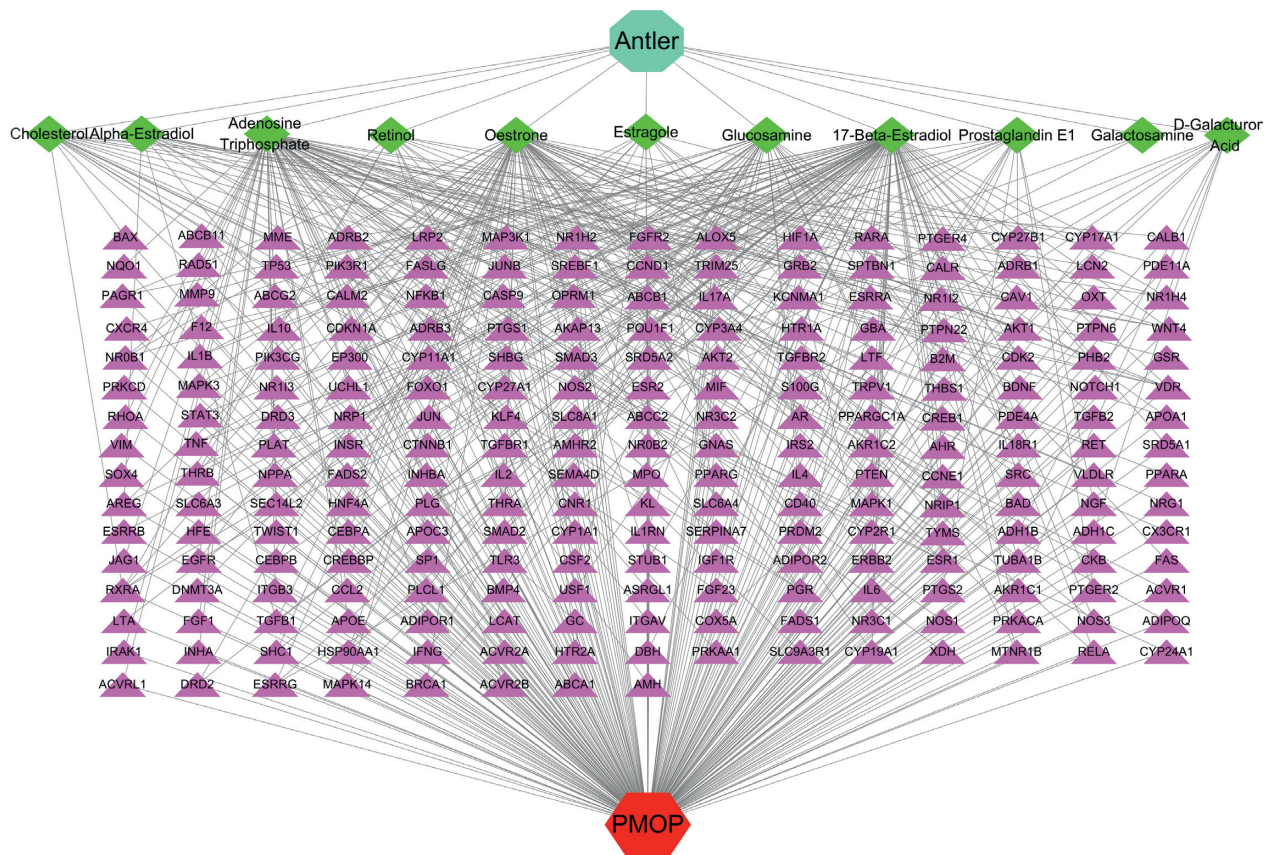 Antler
Cholesterol Alpha-Estradiol Adenosine Triphosphate Retinol Oestrone Estragole Glucosamine 17-Beta-Estradiol Prostaglandin E1 Galactosamine D-Galacturon Acid
BAX ABCB11 MME ADRB2 LRP2 MAP3K1 NR1H2 FGFR2 ALOX5 HIF1A RARA PTGER4 CYP27B1 CYP17A1 CALB1
NQO1 RAD51 TP53 PIK3R1 FASLG JUNB SREBF1 CCND1 TRIM25 GRB2 SPTBN1 CALR ADRB1 LCN2 PDE11A
PAGR1 MMP9 ABCG2 CALM2 NFKB1 CASP9 OPRM1 ABCB1 IL17A KCNMA1 ESRRA NR1I2 CAV1 OXT NR1H4
CXCR4 F12 IL10 CDKN1A ADRB3 PTGS1 AKAP13 POU1F1 CYP3A4 HTR1A GBA PTPN22 AKT1 PTPN6 WNT4
NR0B1 IL1B PIK3CG EP300 CYP11A1 SHBG SMAD3 SRD5A2 AKT2 TGFBR2 LTF B2M CDK2 PHB2 GSR
PRKCD MAPK3 NR1I3 UCHL1 FOXO1 CYP27A1 NOS2 ESR2 MIF S100G TRPV1 THBS1 BDNF NOTCH1 VDR
RHOA STAT3 DRD3 NRP1 JUN KLF4 SLC8A1 ABCC2 NR3C2 AR PPARGC1A CREB1 PDE4A TGFB2 APOA1
VIM TNF PLAT INSR CTNNB1 TGFBR1 AMHR2 NR0B2 GNAS IRS2 AKR1C2 AHR IL18R1 RET SRD5A1
SOX4 THRB NPPA FADS2 INHBA IL2 SEMA4D MPO PPARG IL4 PTEN CCNE1 SRC VLDLR PPARA
AREG SLC6A3 SEC14L2 HNF4A PLG THRA CNR1 KL SLC6A4 CD40 MAPK1 NRIP1 BAD NGF NRG1
ESRRB HFE TWIST1 CEBPA APOC3 SMAD2 CYP1A1 IL1RN SERPINA7 PRDM2 CYP2R1 TYMS ADH1B ADH1C CX3CR1
JAG1 EGFR CEBPB CREBBP SP1 TLR3 CSF2 STUB1 IGF1R ADIPOR2 ERBB2 ESR1 TUBA1B CKB FAS
RXRA DNMT3A ITGB3 CCL2 PLCL1 BMP4 USF1 ASRGL1 FGF23 PGR IL6 PTGS2 AKR1C1 PTGER2 ACVR1
LTA FGF1 TGFB1 APOE ADIPOR1 LCAT GC ITGAV COX5A FADS1 NR3C1 NOS1 PRKACA NOS3 ADIPOQ
IRAK1 INHA SHC1 HSP90AA1 IFNG ACVR2A HTR2A DBH PRKAA1 SLC9A3R1 CYP19A1 XDH MTNR1B RELA CYP24A1
ACVRL1 DRD2 ESRRG MAPK14 BRCA1 ACVR2B ABCA1 AMH
PMOP